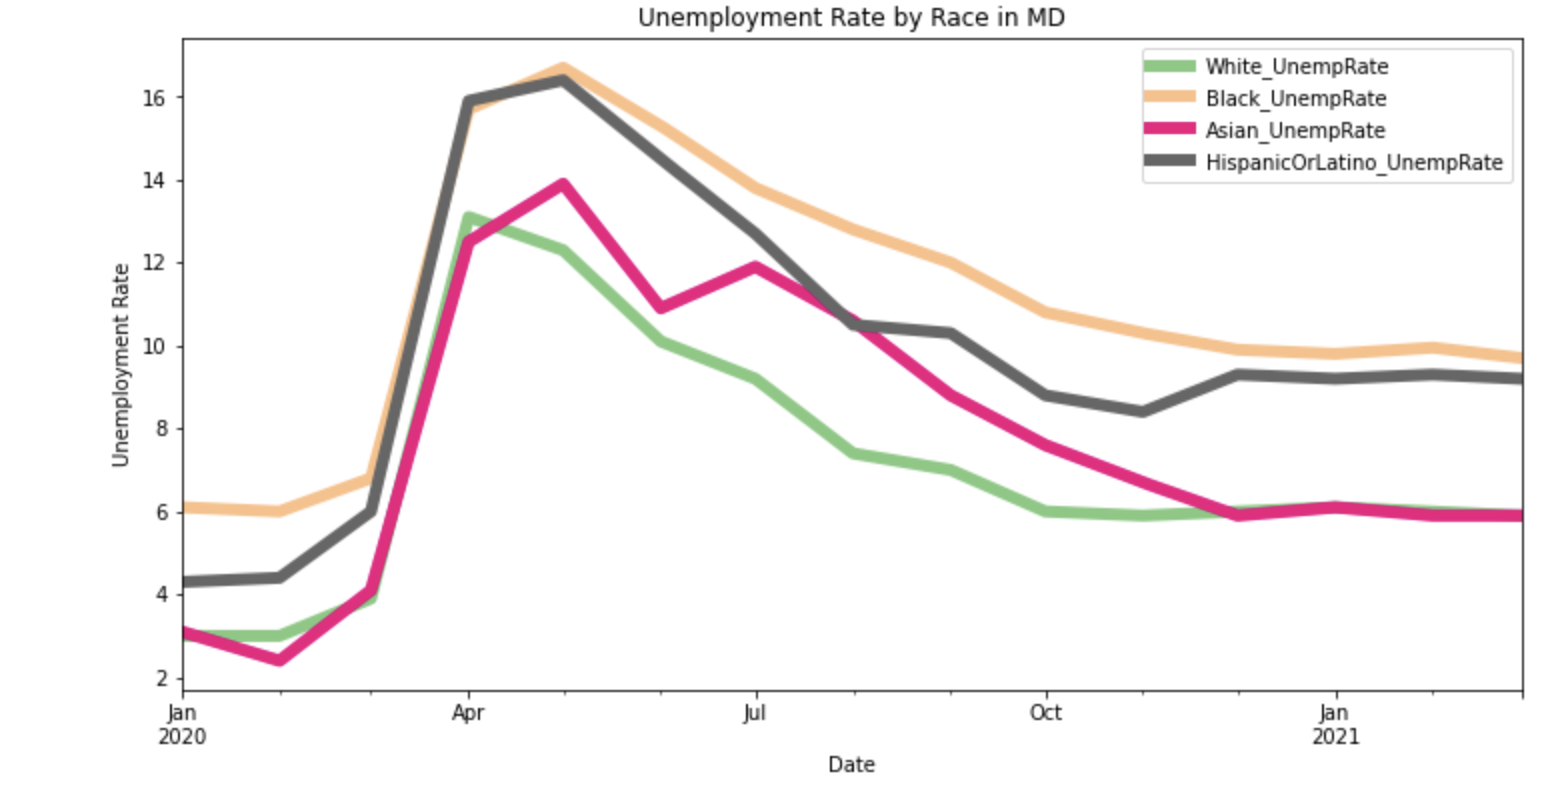 Unemployment Rate by Race in MD
White_UnempRate
Black_UnempRate
Asian_UnempRate
HispanicOrLatino_UnempRate
Unemployment Rate
16
14
12
10
8
6
4
2
Jan Apr Jul Oct Jan
2020 2021
Date